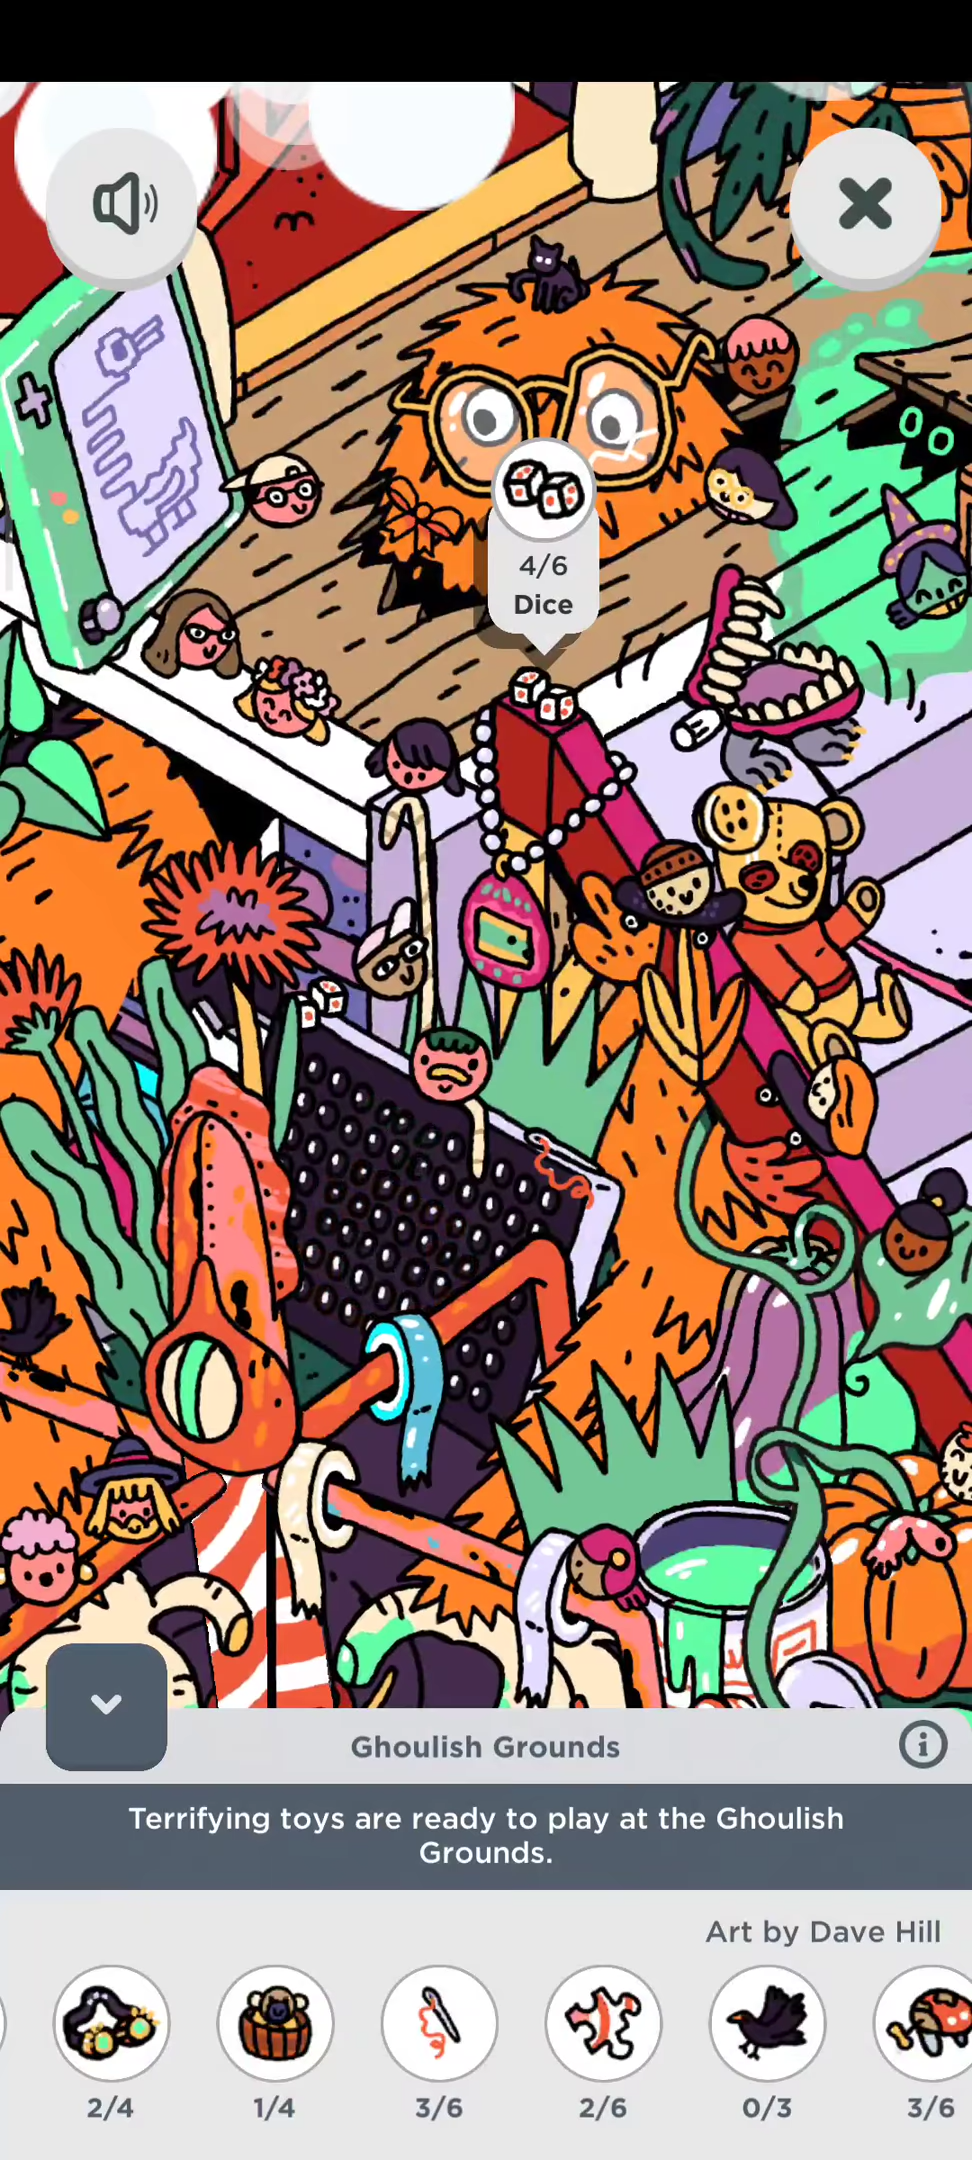 4/6
Dice
Ghoulish Grounds
Terrifying toys are ready to play at the Ghoulish
Grounds.
Art by Dave Hill
2/4
1/4
3/6
2/6
0/3
3/6